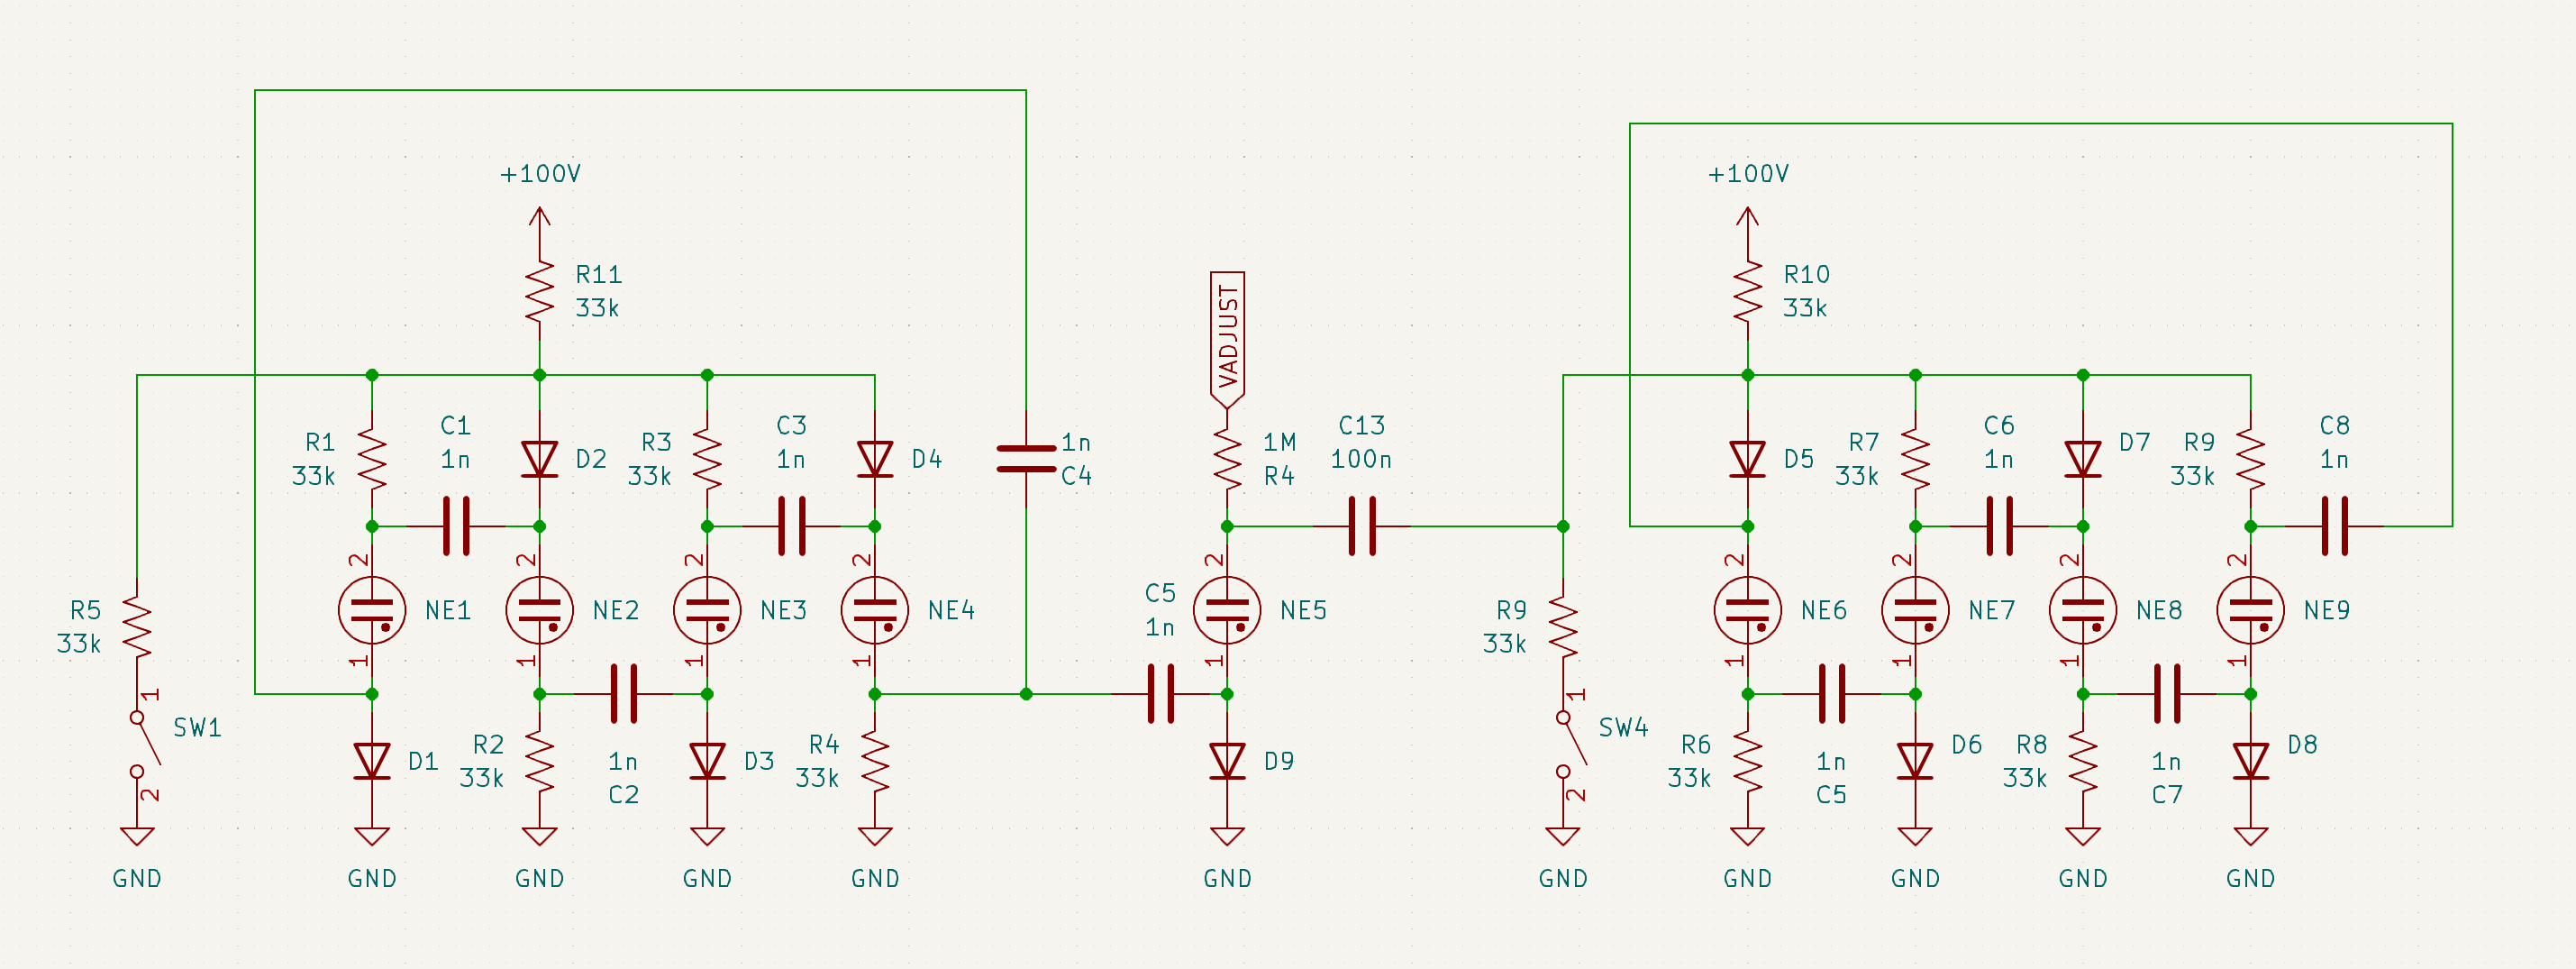 +100V
+100V
R11
33k
R10
33k
VADJUST
R1
33k
C1
1n
D2
R3
33k
C3
1n
D4
1n
C4
1M
R4
C13
100n
D5
R7
33k
C6
1n
D7
R9
33k
C8
1n
2
2
2
2
2
2
2
2
2
R5
33k
NE1
NE2
NE3
NE4
C5
1n
NE5
R9
33k
NE6
NE7
NE8
NE9
1
1
1
1
1
1
1
1
1
1
SW1
2
D1
R2
33k
1n
C2
D3
R4
33k
D9
1
SW4
2
R6
33k
1n
C5
D6
R8
33k
1n
C7
D8
GND
GND
GND
GND
GND
GND
GND
GND
GND
GND
GND